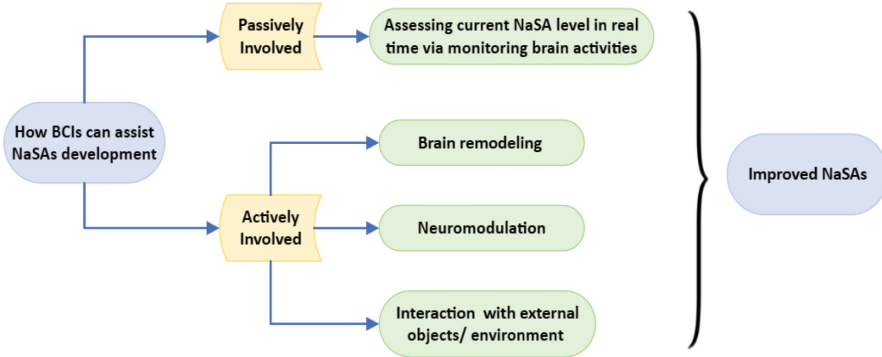 Passively
Involved
Assessing current NaSA level in real
time via monitoring brain activities
How BCIs can assist
NaSAs development
Brain remodeling
Improved NaSAs
Actively
Involved
Neuromodulation
Interaction with external
objects/ environment